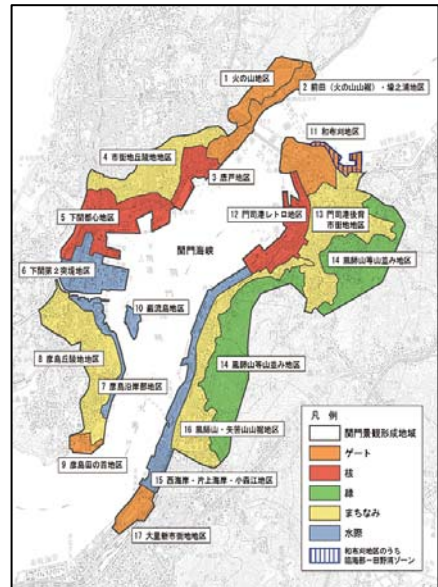 1 火の山地区
2 前田(火の山山裾)・壇之浦地区
11 和布刈地区
4 市街地丘陵地地区
3 唐戸地区
5 下関都心地区
12 門司港レトロ地区
13 門司港後背
市街地地区
関門海峡
6 下関第2突堤地区
14 風師山等山並み地区
10 巌流島地区
8 彦島丘陵地地区
14 風師山等山並み地区
7 彦島沿岸部地区
16 風師山・矢筈山山裾地区
9 彦島田の首地区
15 西海岸・片上海岸・小森江地区
17 大里新市街地地区
凡 例
関門景観形成地域
ゲート
核
緑
まちなみ
水際
和布刈地区のうち
臨海部-田野浦ゾーン